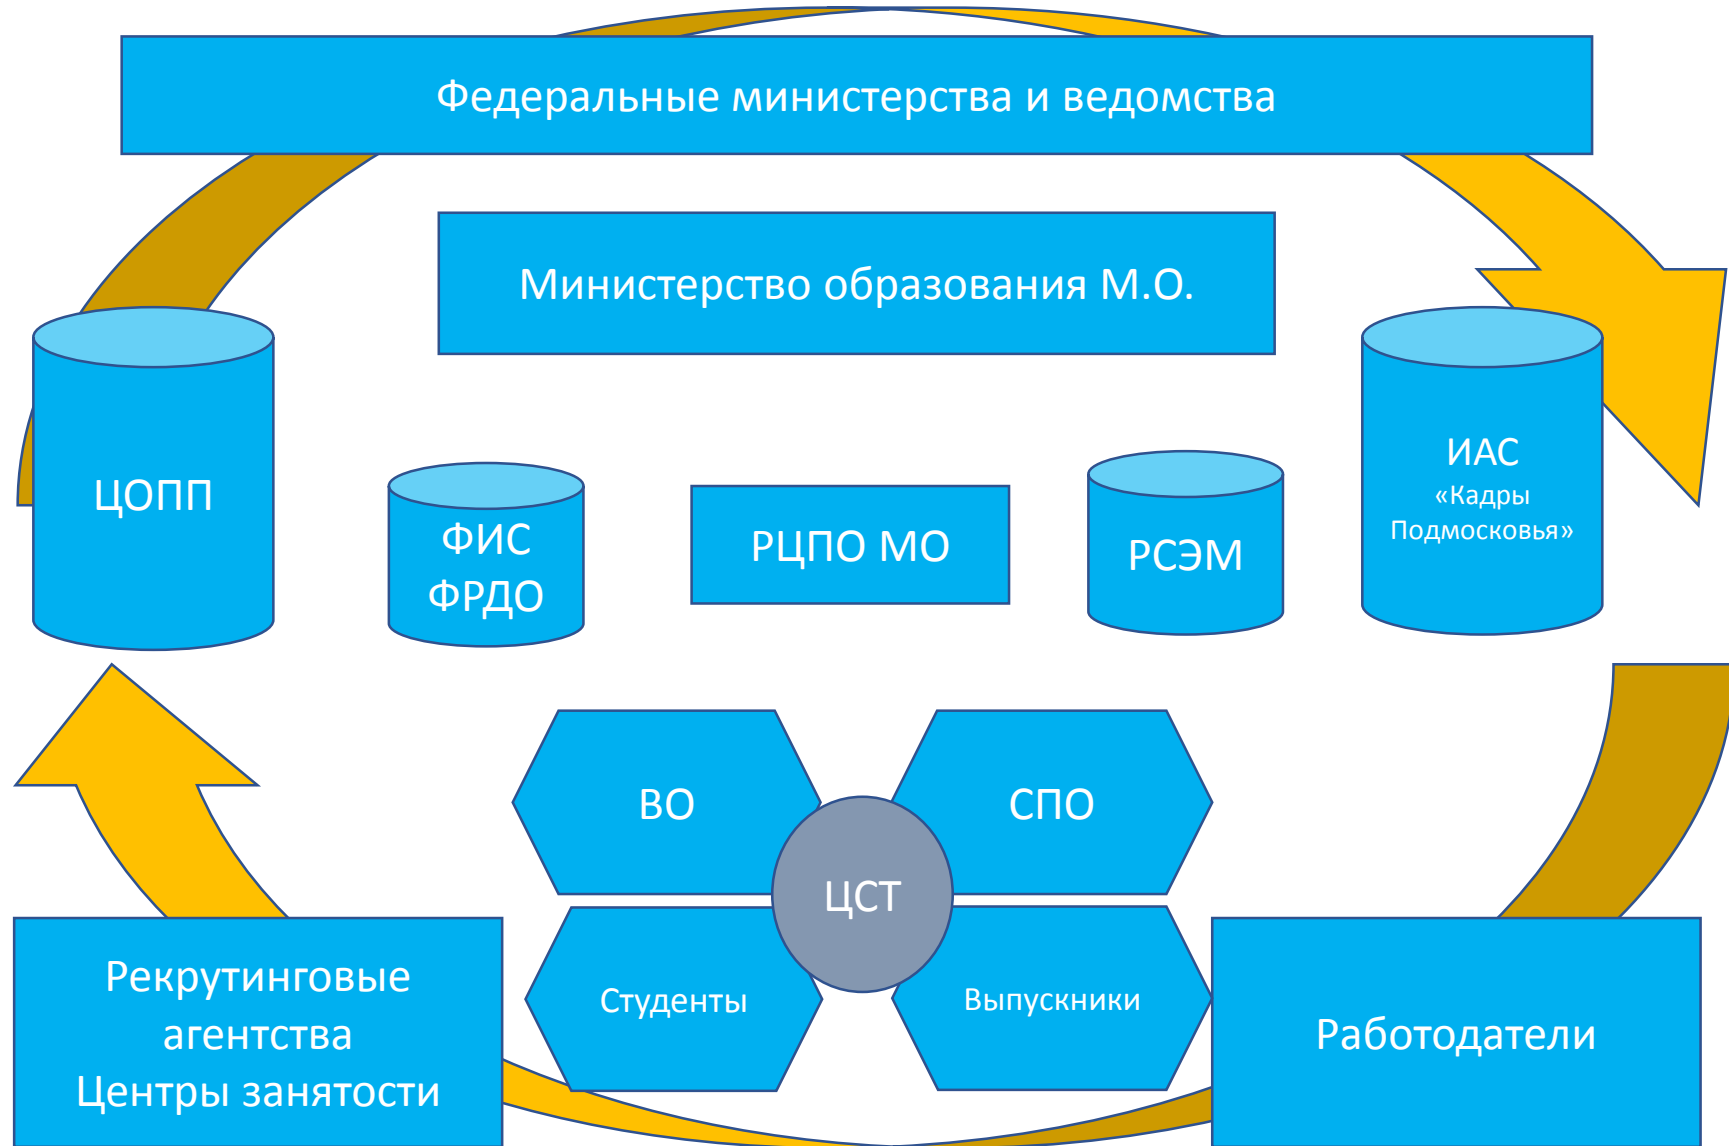 Федеральные министерства и ведомства
Министерство образования М.О.
ЦОПП
ФИС
ФРДО
РЦПО МО
РСЭМ
ИАС
«Кадры
Подмосковья»
ВО
СПО
ЦСТ
Студенты
Выпускники
Рекрутинговые
агентства
Центры занятости
Работодатели